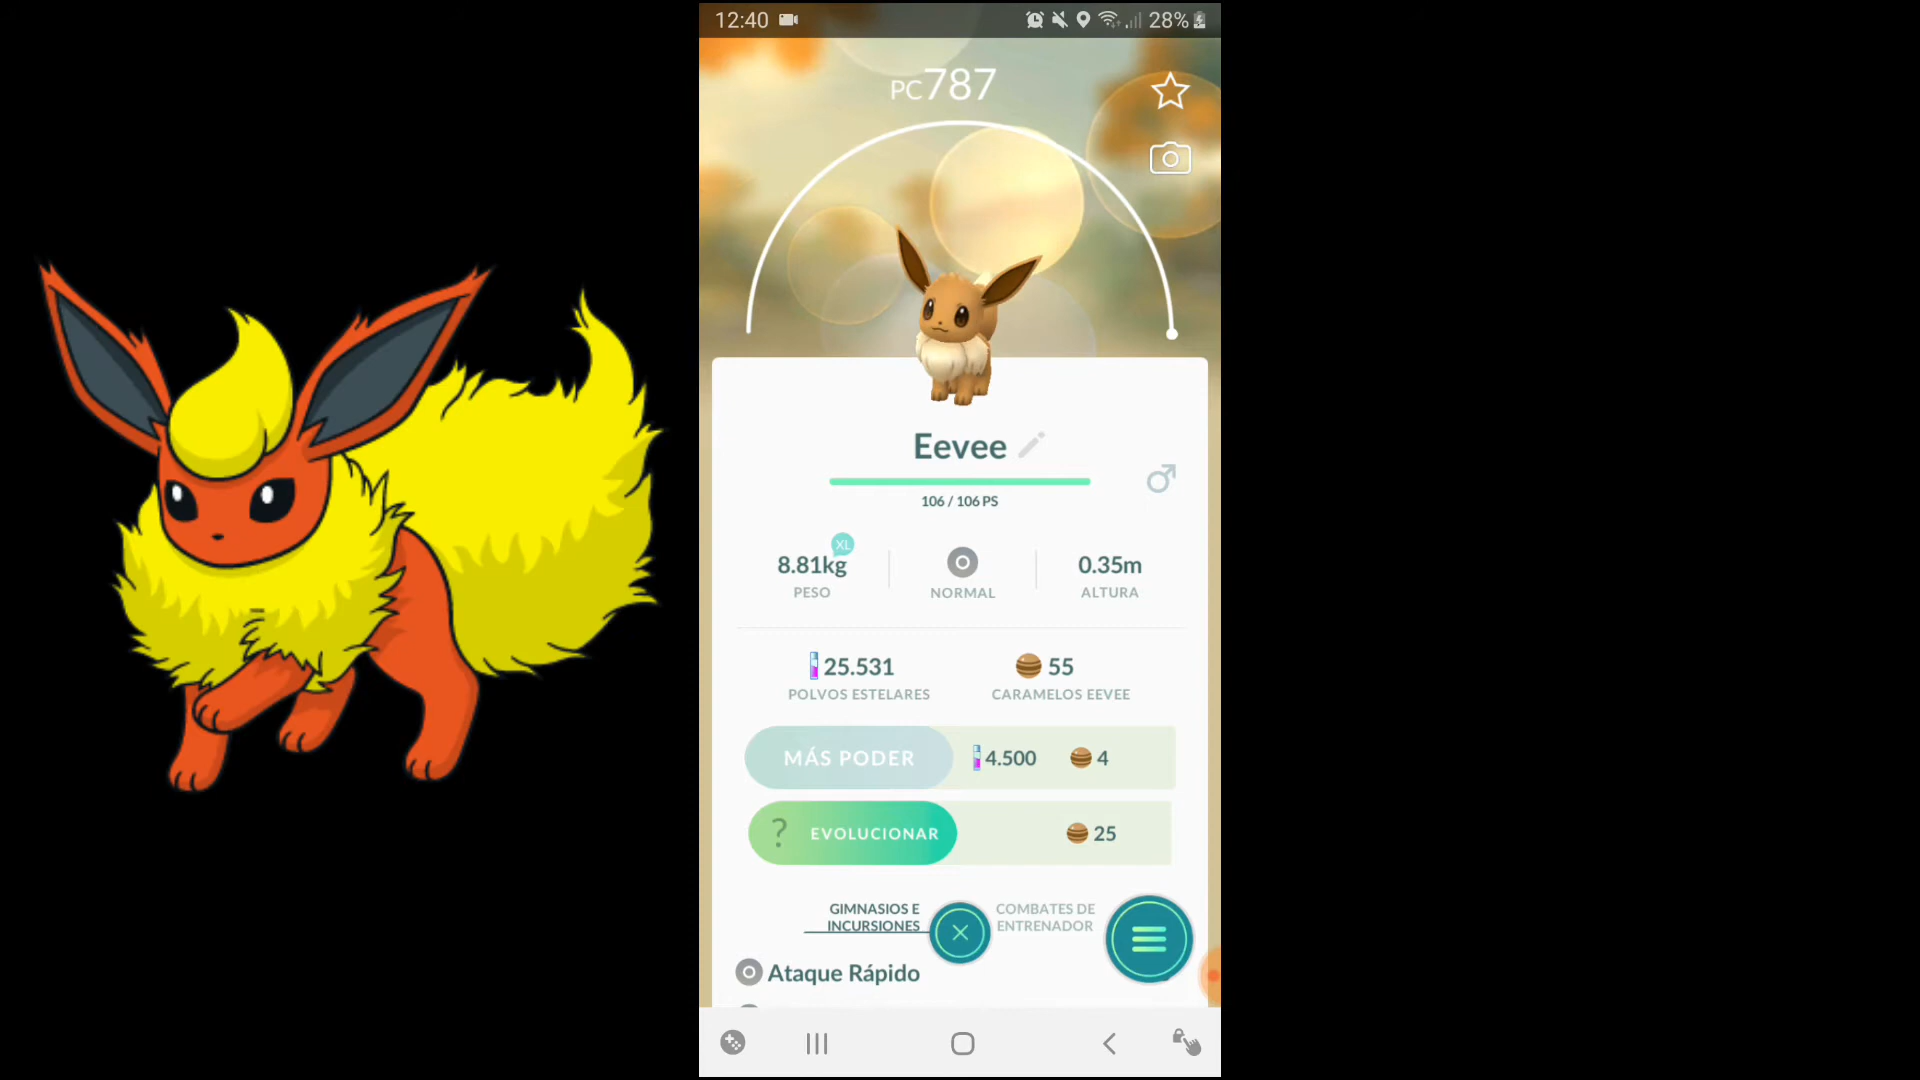 12:40 28%
PC787
Eevee
106 / 106 PS
XL
8.81kg
PESO
NORMAL
0.35m
ALTURA
25.531
POLVOS ESTELARES
55
CARAMELOS EEVEE
MÁS PODER 4.500 4
? EVOLUCIONAR 25
GIMNASIOS E
INCURSIONES
COMBATES DE
ENTRENADOR
Ataque Rápido